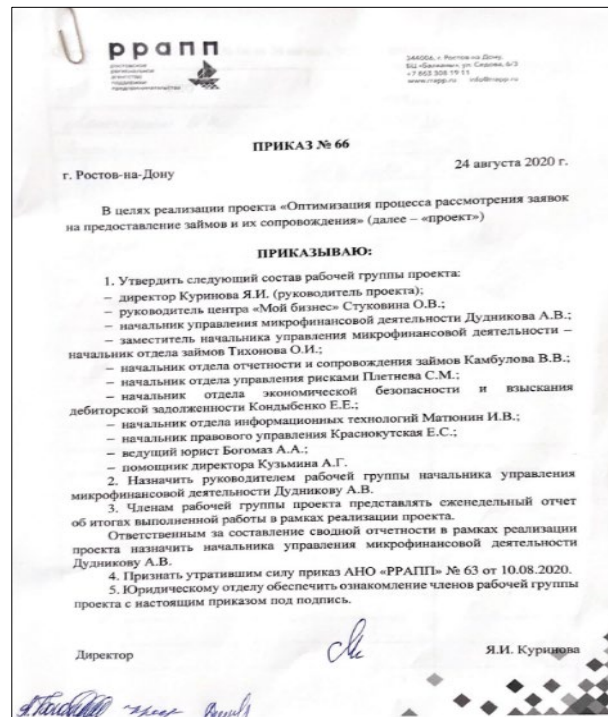 ррапп
ростовское
региональное
агентство
поддержки
предпринимательства
344006, г. Ростов-на-Дону,
БЦ «Балканы», ул. Седова, 6/3
+7 863 308 19 11
www.rrapp.ru info@rrapp.ru
ПРИКАЗ № 66
г. Ростов-на-Дону
24 августа 2020 г.
В целях реализации проекта «Оптимизация процесса рассмотрения заявок
на предоставление займов и их сопровождения» (далее – «проект»)
ПРИКАЗЫВАЮ:
1. Утвердить следующий состав рабочей группы проекта:
– директор Куринова Я.И. (руководитель проекта);
– руководитель центра «Мой бизнес» Стуховина О.В.;
– начальник управления микрофинансовой деятельности Дудникова А.В.;
– заместитель начальника управления микрофинансовой деятельности –
начальник отдела займов Тихонова О.И.;
– начальник отдела отчетности и сопровождения займов Камбулова В.В.;
– начальник отдела управления рисками Плетнева С.М.;
– начальник отдела экономической безопасности и взыскания
дебиторской задолженности Кондыбенко Е.Е.;
– начальник отдела информационных технологий Матюнин И.В.;
– начальник правового управления Краснокутская Е.С.;
– ведущий юрист Богомаз А.А.;
– помощник директора Кузьмина А.Г.
2. Назначить руководителем рабочей группы начальника управления
микрофинансовой деятельности Дудникову А.В.
3. Членам рабочей группы проекта представлять еженедельный отчет
об итогах выполненной работы в рамках реализации проекта.
Ответственным за составление сводной отчетности в рамках реализации
проекта назначить начальника управления микрофинансовой деятельности
Дудникову А.В.
4. Признать утратившим силу приказ АНО «РРАПП» № 63 от 10.08.2020.
5. Юридическому отделу обеспечить ознакомление членов рабочей группы
проекта с настоящим приказом под подпись.
Директор
Я.И. Куринова